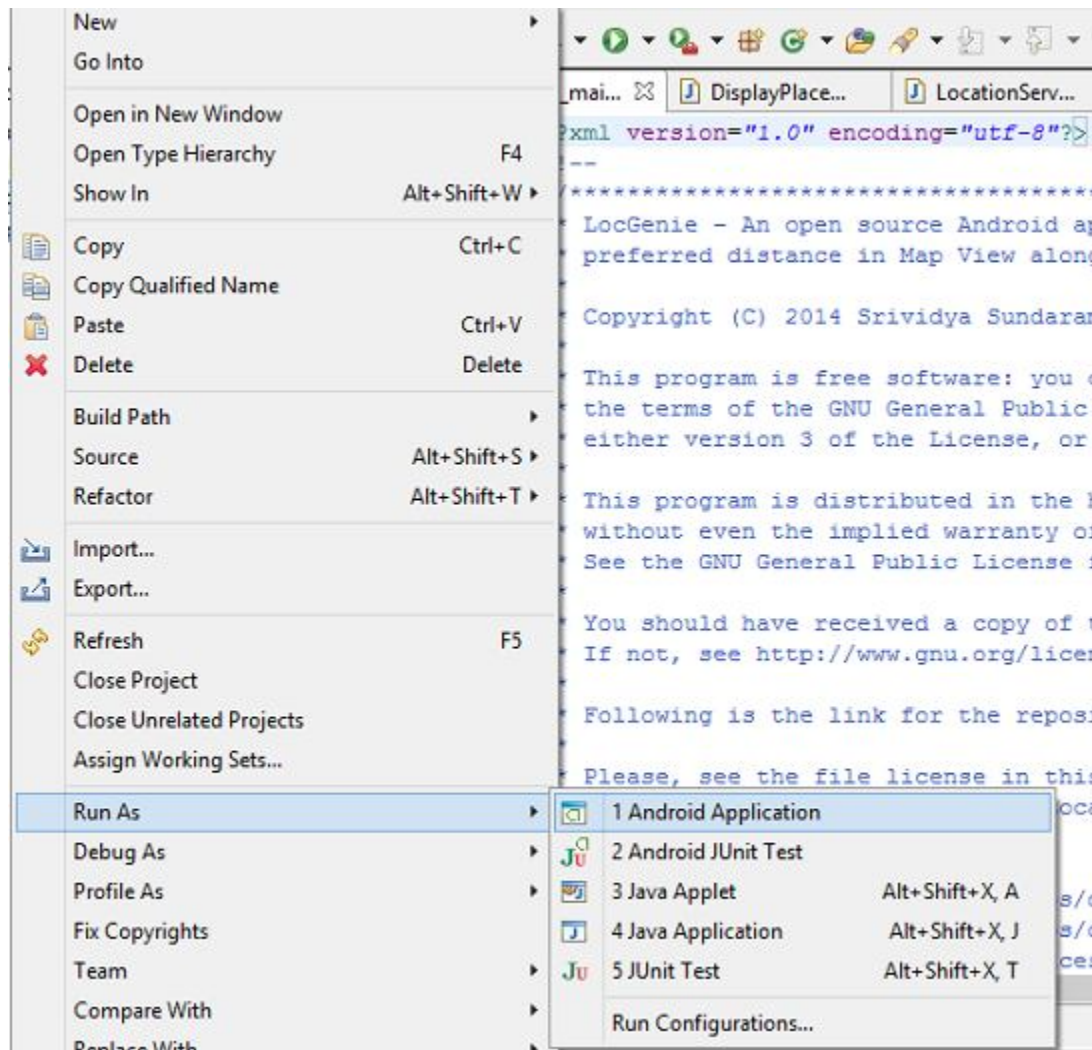 New
Go Into
Open in New Window
Open Type Hierarchy F4
Show In Alt+Shift+W
Copy Ctrl+C
Copy Qualified Name
Paste Ctrl+V
Delete Delete
Build Path
Source Alt+Shift+S
Refactor Alt+Shift+T
Import...
Export...
Refresh F5
Close Project
Close Unrelated Projects
Assign Working Sets...
Run As
Debug As
Profile As
Fix Copyrights
Team
Compare With
Replace With
1 Android Application
2 Android JUnit Test
3 Java Applet Alt+Shift+X, A
4 Java Application Alt+Shift+X, J
5 JUnit Test Alt+Shift+X, T
Run Configurations...
_mai... DisplayPlace... LocationServ...
?xml version="1.0" encoding="utf-8"?>
!--
/*************************************
* LocGenie - An open source Android
* preferred distance in Map View
* Copyright (C) 2014 Srividya
* This program is free software: you
* the terms of the GNU General Public
* either version 3 of the License, or
* This program is distributed in the
* without even the implied warranty
* See the GNU General Public License
* You should have received a copy of
* If not, see http://www.gnu.org/licen
* Following is the link for the
* Please, see the file license in this